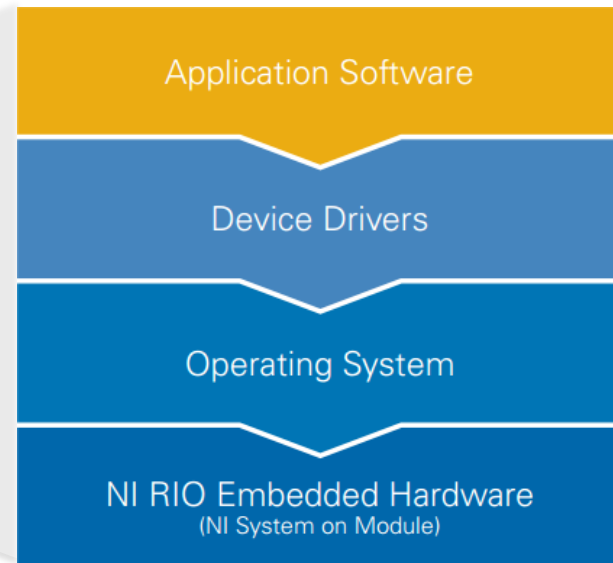 Application Software
Device Drivers
Operating System
NI RIO Embedded Hardware
(NI System on Module)